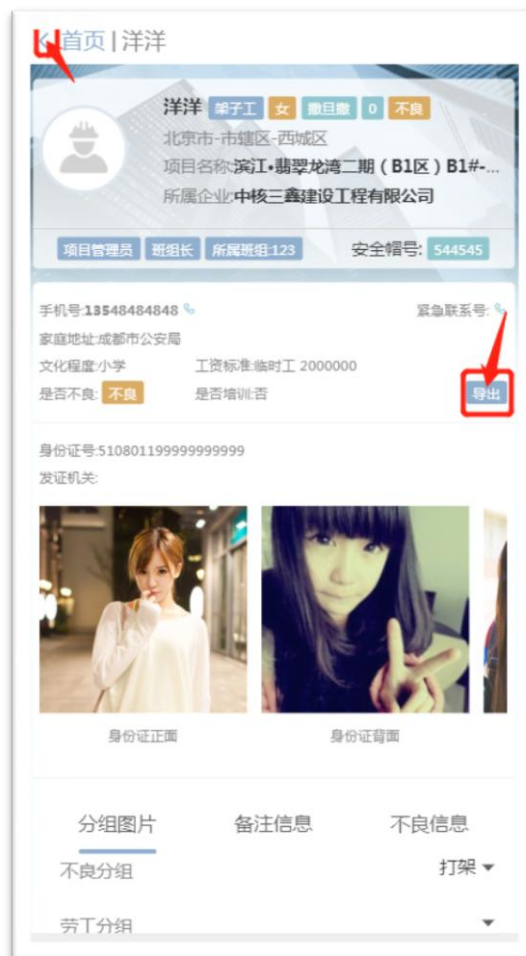 首页|洋洋
洋洋 架子工 女 撒旦撒 0 不良
北京市-市辖区-西城区
项目名称:滨江•翡翠龙湾二期（B1区）B1#-...
所属企业:中核三鑫建设工程有限公司
项目管理员 班组长 所属班组:123 安全帽号: 544545
手机号:13548484848 紧急联系号:
家庭地址:成都市公安局
文化程度:小学 工资标准:临时工 2000000
是否不良: 不良 是否培训:否 导出
身份证号:510801199999999999
发证机关:
身份证正面 身份证背面
分组图片 备注信息 不良信息
不良分组 打架
劳工分组